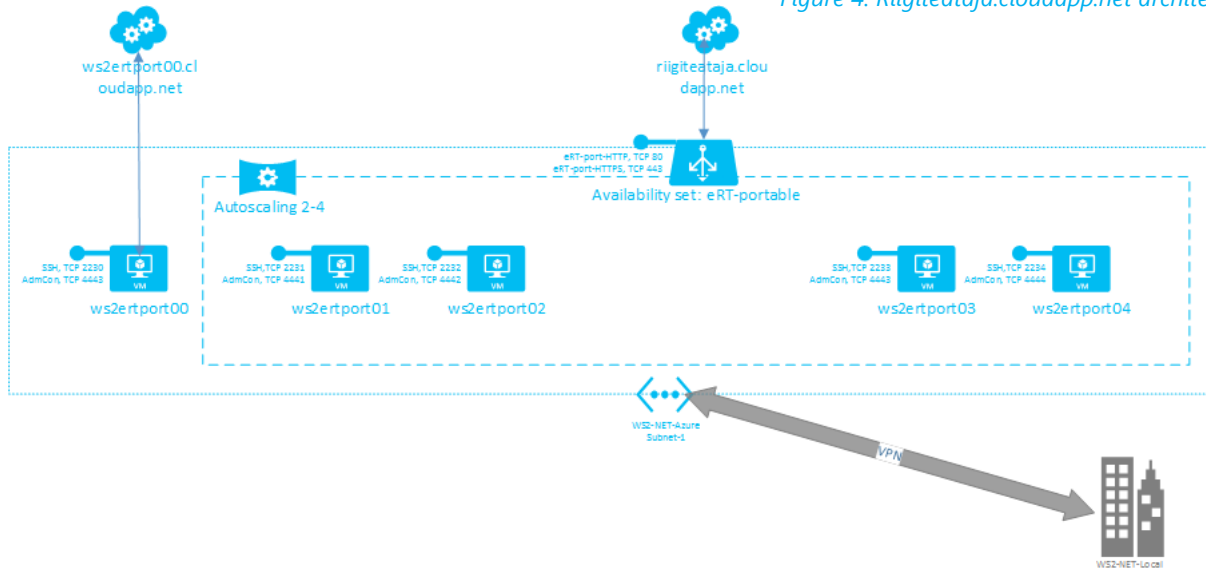 Figure 4. Riigiteataja.cloudapp.net archite
ws2ertport00.cl
oudapp.net
riigiteataja.clou
dapp.net
eRT-port-HTTP, TCP 80
eRT-port-HTTPS, TCP 443
Availability set: eRT-portable
Autoscaling 2-4
SSH, TCP 2230
AdmCon, TCP 4443
VM
ws2ertport00
SSH,TCP 2231
AdmCon, TCP 4441
VM
ws2ertport01
SSH,TCP 2232
AdmCon, TCP 4442
VM
ws2ertport02
SSH,TCP 2233
AdmCon, TCP 4443
VM
ws2ertport03
SSH,TCP 2234
AdmCon, TCP 4444
VM
ws2ertport04
WS2-NET-Azure
Subnet-1
VPN
WS2-NET-Local